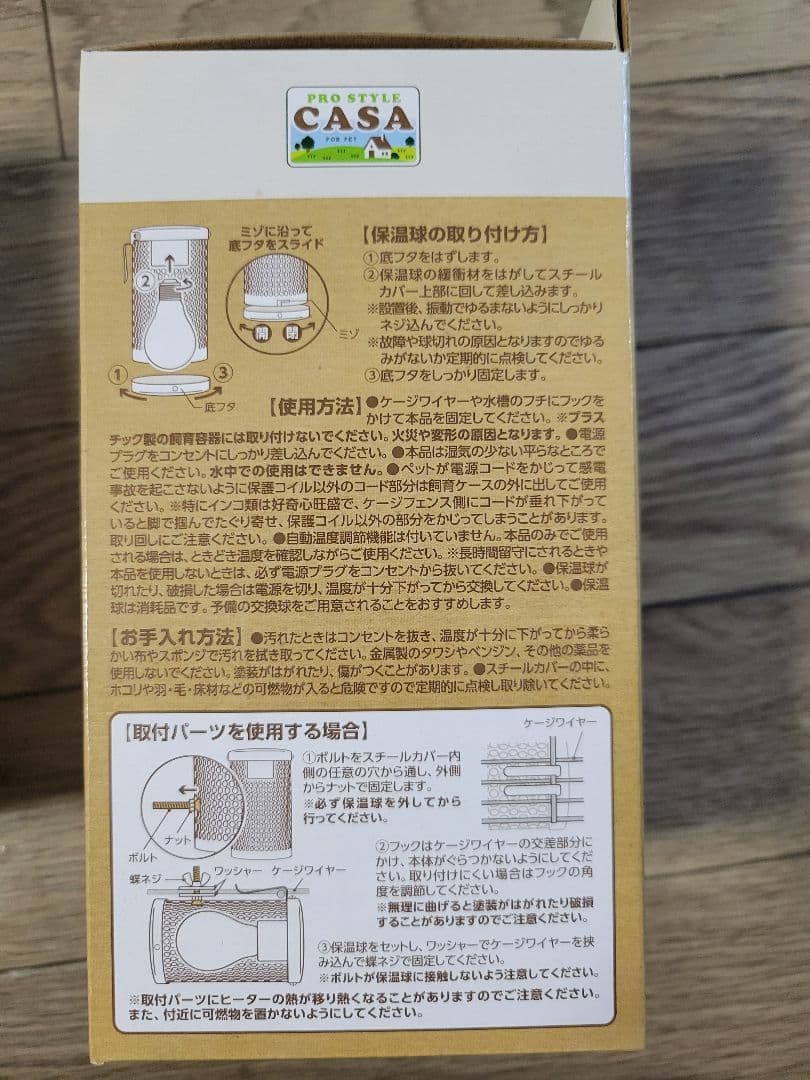 PRO STYLE
CASA
FOR PET
ミゾに沿って
底フタをスライド
開 閉
ミゾ
②
① ③
底フタ
【保温球の取り付け方】
①底フタをはずします。
②保温球の緩衝材をはがしてスチール
カバー上部に回して差し込みます。
※設置後、振動でゆるまないようにしっかり
ネジ込んでください。
※故障や球切れの原因となりますのでゆる
みがないか定期的に点検してください。
③底フタをしっかり固定します。
【使用方法】●ケージワイヤーや水槽のフチにフックを
かけて本品を固定してください。※プラス
チック製の飼育容器には取り付けないでください。火災や変形の原因となります。●電源
プラグをコンセントにしっかり差し込んでください。●本品は湿気の少ない平らなところで
ご使用ください。水中での使用はできません。●ペットが電源コードをかじって感電
事故を起こさないように保護コイル以外のコード部分は飼育ケースの外に出してご使用
ください。※特にインコ類は好奇心旺盛で、ケージフェンス側にコードが垂れ下がって
いると脚で掴んでたぐり寄せ、保護コイル以外の部分をかじってしまうことがあります。
取り回しにご注意ください。●自動温度調節機能は付いていません。本品のみでご使用
される場合は、ときどき温度を確認しながらご使用ください。※長時間留守にされるときや
本品を使用しないときは、必ず電源プラグをコンセントから抜いてください。●保温球が
切れたり、破損した場合は電源を切り、温度が十分下がってから交換してください。●保温
球は消耗品です。予備の交換球をご用意されることをおすすめします。
【お手入れ方法】●汚れたときはコンセントを抜き、温度が十分に下がってから柔ら
かい布やスポンジで汚れを拭き取ってください。金属製のタワシやベンジン、その他の薬品を
使用しないでください。塗装がはがれたり、傷がつくことがあります。●スチールカバーの中に、
ホコリや羽・毛・床材などの可燃物が入ると危険ですので定期的に点検し取り除いてください。
【取付パーツを使用する場合】
ボルト
ナット
①ボルトをスチールカバー内
側の任意の穴から通し、外側
からナットで固定します。
※必ず保温球を外してから
行ってください。
ケージワイヤー
蝶ネジ
ワッシャー
ケージワイヤー
②フックはケージワイヤーの交差部分に
かけ、本体がぐらつかないようにしてくだ
さい。取り付けにくい場合はフックの角
度を調節してください。
※無理に曲げると塗装がはがれたり破損
することがありますのでご注意ください。
③保温球をセットし、ワッシャーでケージワイヤーを挟
み込んで蝶ネジで固定してください。
※ボルトが保温球に接触しないよう注意してください。
※取付パーツにヒーターの熱が移り熱くなることがありますのでご注意ください。
また、付近に可燃物を置かないようにしてください。